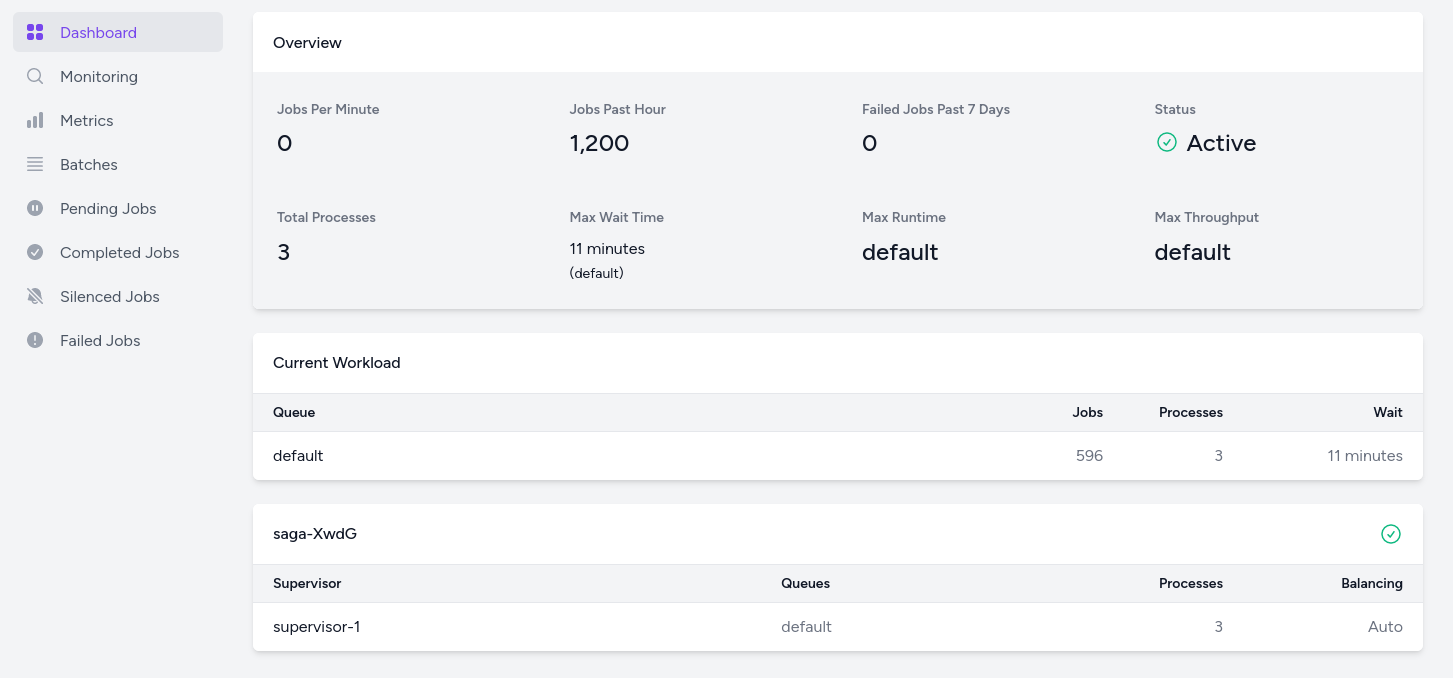 Dashboard
Monitoring
Metrics
Batches
Pending Jobs
Completed Jobs
Silenced Jobs
Failed Jobs
Overview
Jobs Per Minute
0
Jobs Past Hour
1,200
Failed Jobs Past 7 Days
0
Status
Active
Total Processes
3
Max Wait Time
11 minutes
(default)
Max Runtime
default
Max Throughput
default
Current Workload
Queue Jobs Processes Wait
default 596 3 11 minutes
saga-XwdG
Supervisor Queues Processes Balancing
supervisor-1 default 3 Auto